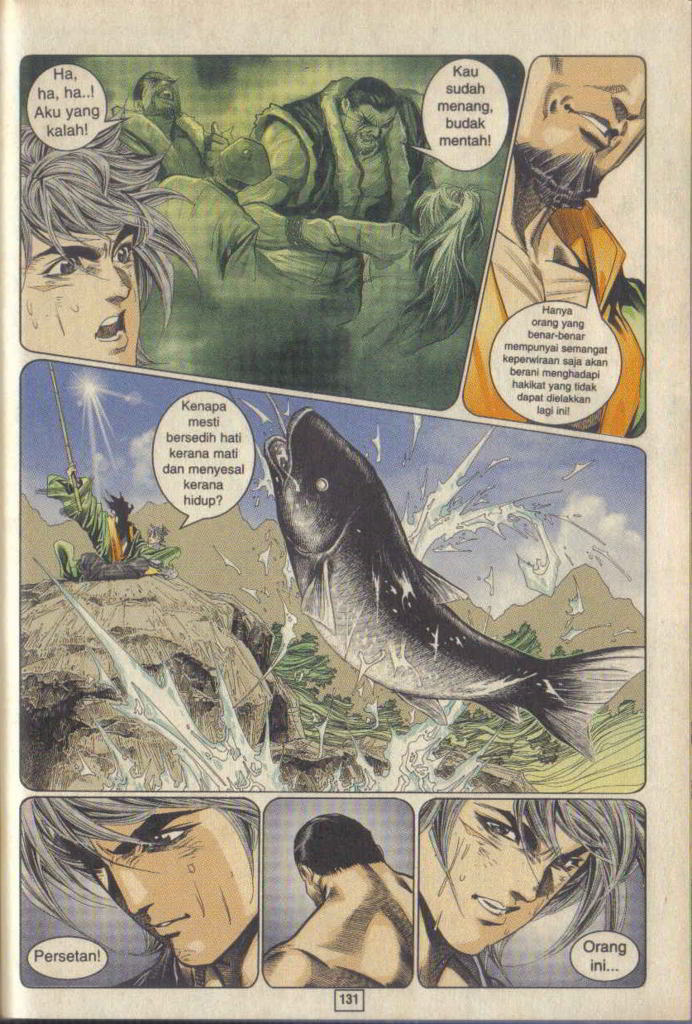 Ha,
ha, ha..!
Aku yang
kalah!
Kau
sudah
menang,
budak
mentah!
Hanya
orang yang
benar-benar
mempunyai semangat
keperwiraan saja akan
berani menghadapi
hakikat yang tidak
dapat dielakkan
lagi ini!
Kenapa
mesti
bersedih hati
kerana mati
dan menyesal
kerana
hidup?
Persetan!
Orang
ini...
131